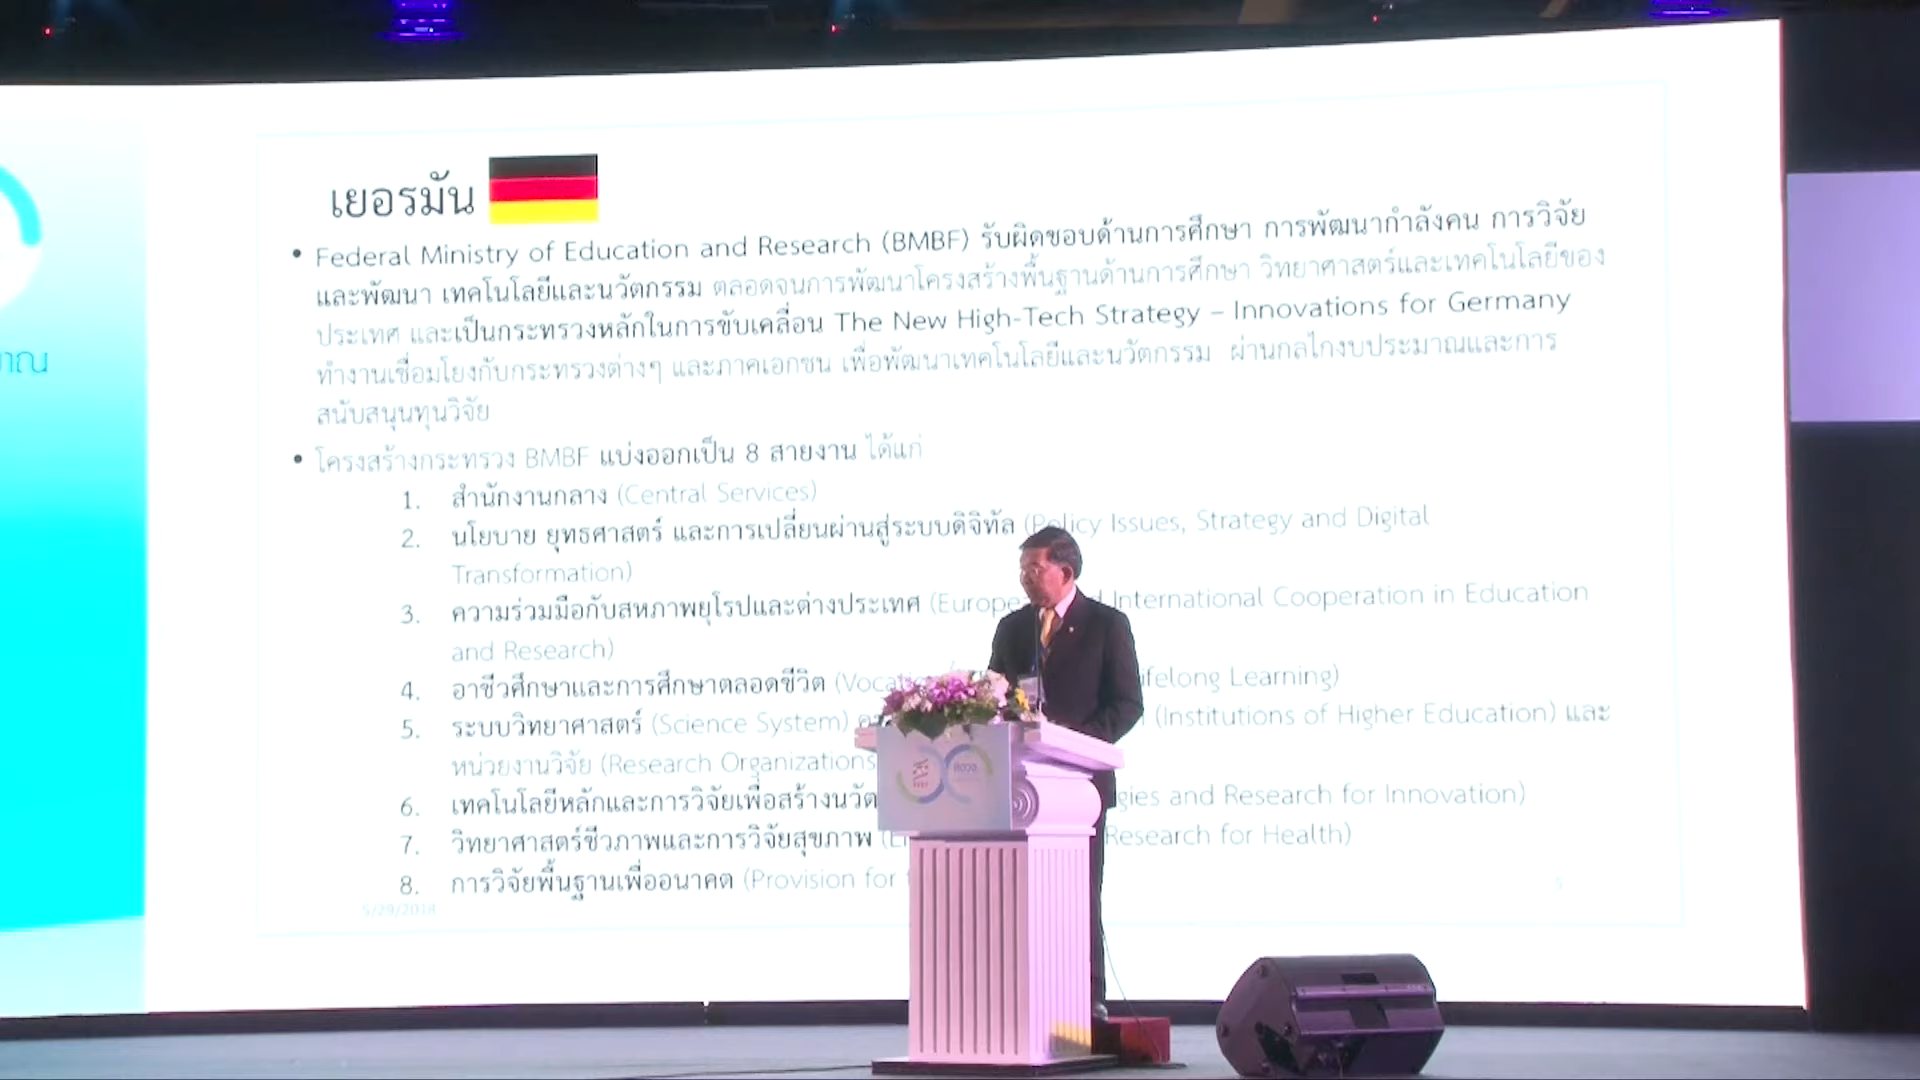 เยอรมัน
• Federal Ministry of Education and Research (BMBF) รับผิดชอบด้านการศึกษา การพัฒนากำลังคน การวิจัย
และพัฒนา เทคโนโลยีและนวัตกรรม ตลอดจนการพัฒนาโครงสร้างพื้นฐานด้านการศึกษา วิทยาศาสตร์และเทคโนโลยีของ
ประเทศ และเป็นกระทรวงหลักในการขับเคลื่อน The New High-Tech Strategy – Innovations for Germany
ทำงานเชื่อมโยงกับกระทรวงต่างๆ และภาคเอกชน เพื่อพัฒนาเทคโนโลยีและนวัตกรรม ผ่านกลไกงบประมาณและการ
สนับสนุนทุนวิจัย
• โครงสร้างกระทรวง BMBF แบ่งออกเป็น 8 สายงาน ได้แก่
1. สำนักงานกลาง (Central Services)
2. นโยบาย ยุทธศาสตร์ และการเปลี่ยนผ่านสู่ระบบดิจิทัล (Policy Issues, Strategy and Digital
Transformation)
3. ความร่วมมือกับสหภาพยุโรปและต่างประเทศ International Cooperation in Education
and Research)
4. อาชีวศึกษาและการศึกษาตลอดชีวิต Learning)
5. ระบบวิทยาศาสตร์ (Science System) (Institutions of Higher Education) และ
หน่วยงานวิจัย (Research Organizations
6. เทคโนโลยีหลักและการวิจัยเพื่อสร้าง and Research for Innovation)
7. วิทยาศาสตร์ชีวภาพและการวิจัยสุขภาพ Research for Health)
8. การวิจัยพื้นฐานเพื่ออนาคต (Provision for
5/29/2018